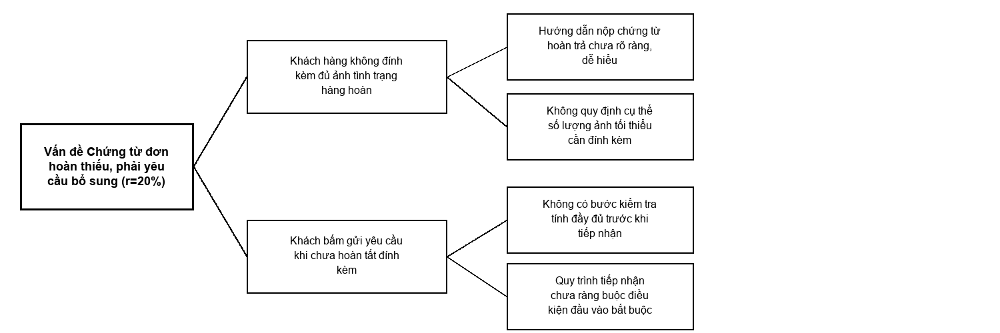 Vấn đề Chứng từ đơn
hoàn thiếu, phải yêu
cầu bổ sung (r=20%)
Khách hàng không đính
kèm đủ ảnh tình trạng
hàng hoàn
Hướng dẫn nộp chứng từ
hoàn trả chưa rõ ràng,
dễ hiểu
Không quy định cụ thể
số lượng ảnh tối thiểu
cần đính kèm
Khách bấm gửi yêu cầu
khi chưa hoàn tất đính
kèm
Không có bước kiểm tra
tính đầy đủ trước khi
tiếp nhận
Quy trình tiếp nhận
chưa ràng buộc điều
kiện đầu vào bắt buộc